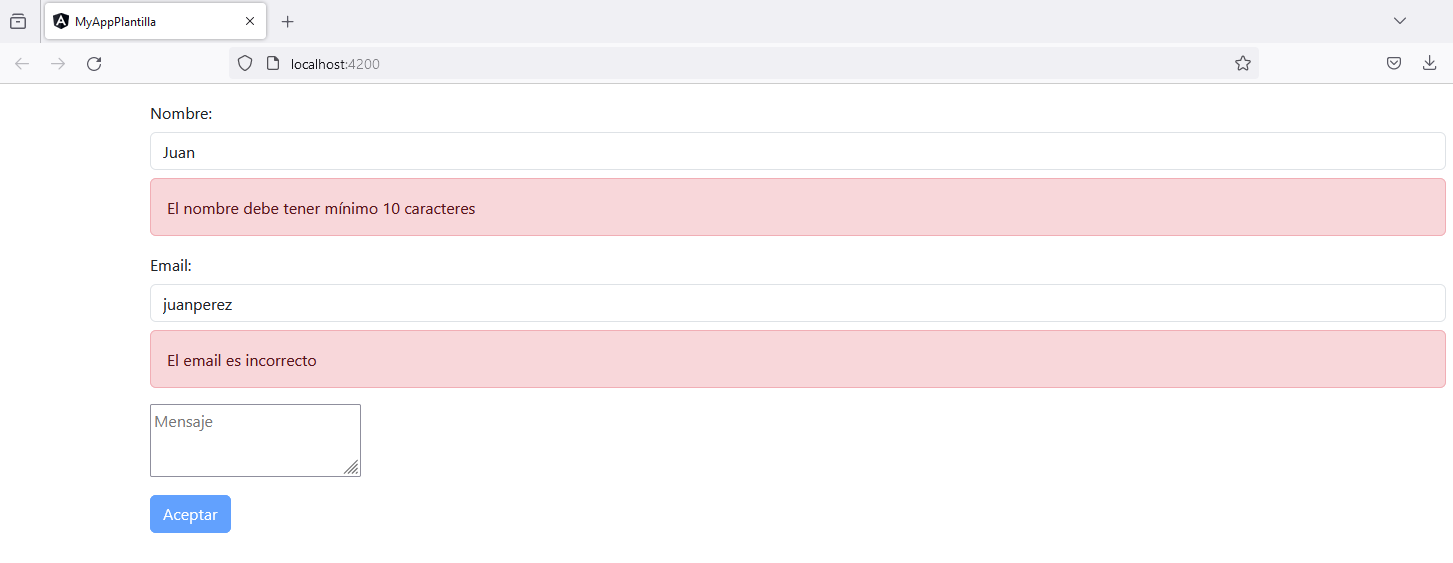 MyAppPlantilla
localhost:4200
Nombre:
Juan
El nombre debe tener mínimo 10 caracteres
Email:
juanperez
El email es incorrecto
Mensaje
Aceptar